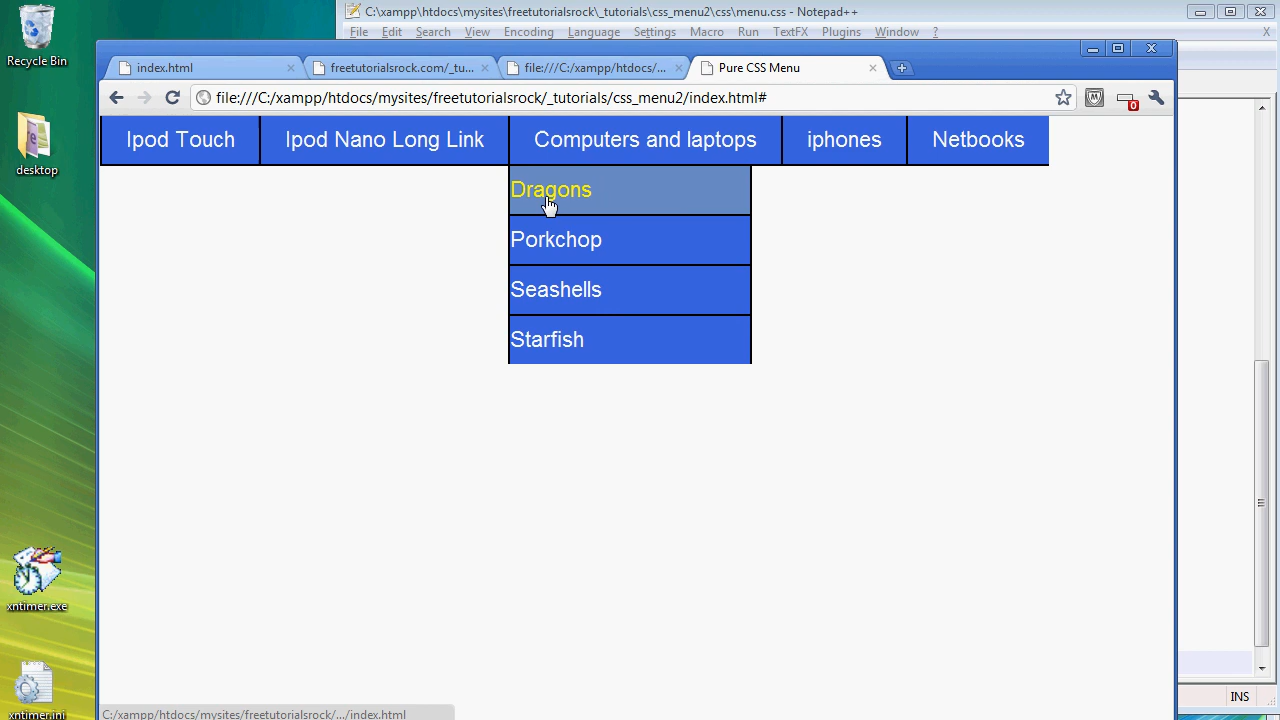 Recycle Bin
desktop
xntimer.exe
xntimer.ini
C:\xampp\htdocs\mysites\freetutorialsrock\_tutorials\css_menu2\css\menu.css - Notepad++
File Edit Search View Encoding Language Settings Macro Run TextFX Plugins Window ? X
index.html freetutorialsrock.com/_tu... file:///C:/xampp/htdocs/... Pure CSS Menu
file:///C:/xampp/htdocs/mysites/freetutorialsrock/_tutorials/css_menu2/index.html# 0
Ipod Touch Ipod Nano Long Link Computers and laptops iphones Netbooks
Dragons
Porkchop
Seashells
Starfish
INS
C:/xampp/htdocs/mysites/freetutorialsrock/.../index.html